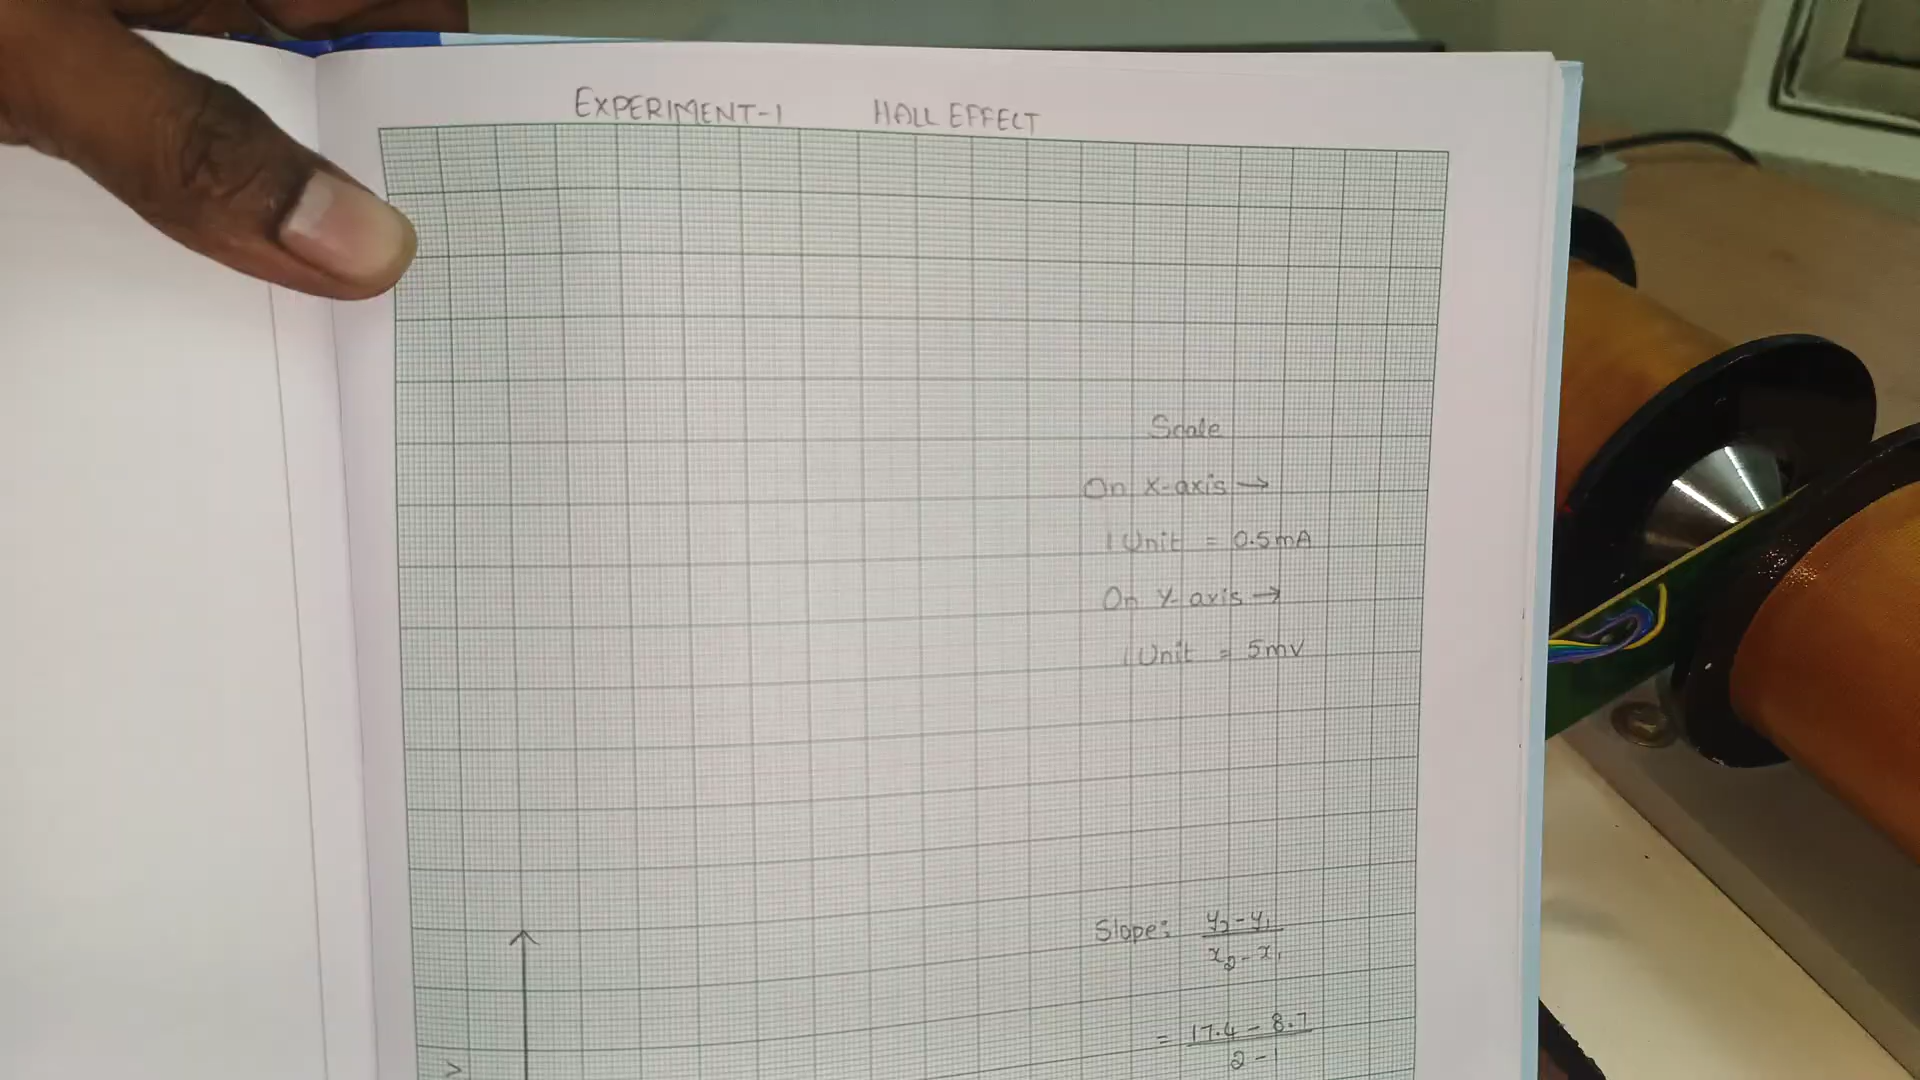 EXPERIMENT-1 HALL EFFECT
Scale
On X-axis →
1 Unit = 0.5mA
On Y-axis →
1 Unit = 5mV
Slope: y₂-y₁
x₂-x₁
= 17.4 - 8.7
2 - 1